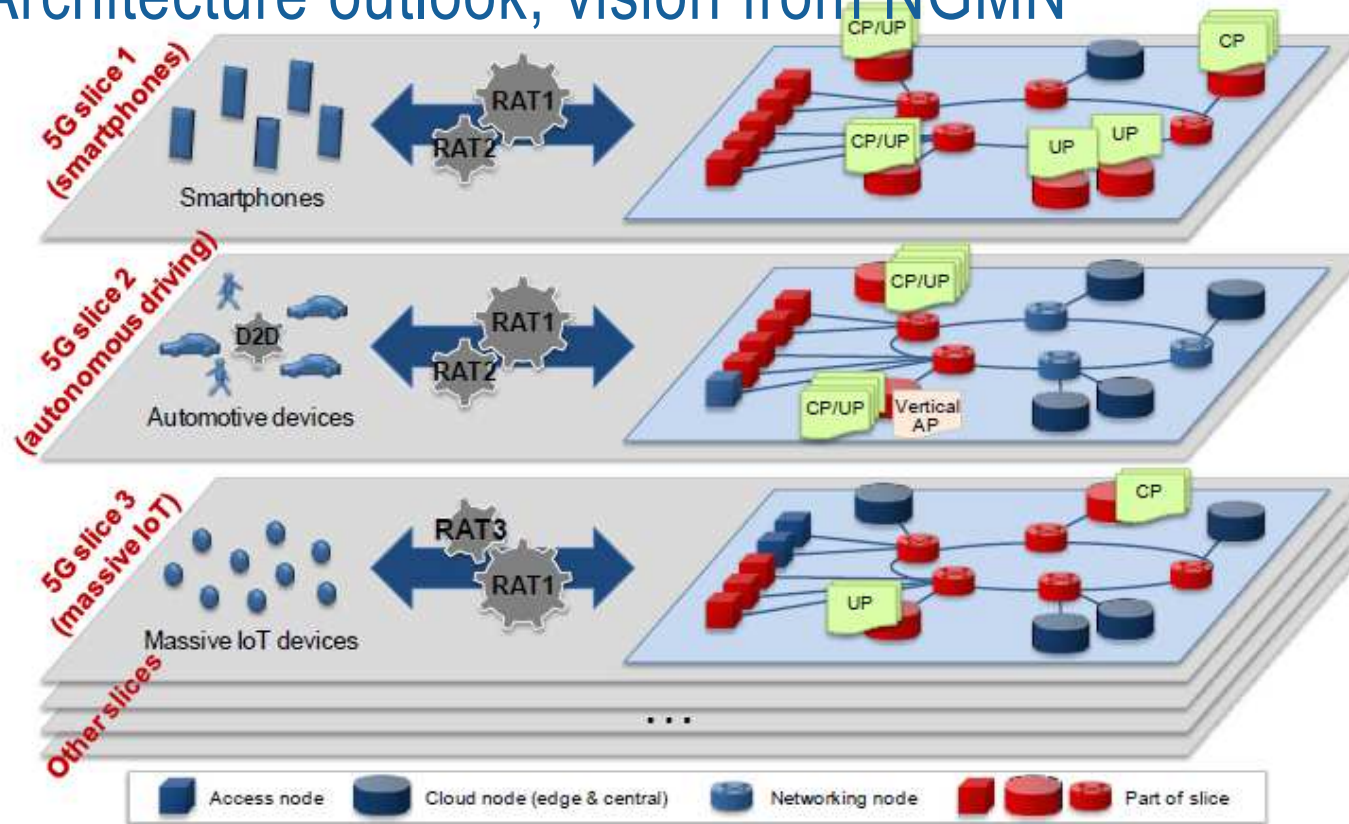 Architecture outlook, vision from NGMN
5G slice 1
(smartphones)
Smartphones
RAT1
RAT2
CP/UP
CP
CP/UP
UP
UP
5G slice 2
(autonomous driving)
D2D
Automotive devices
RAT1
RAT2
CP/UP
CP/UP
Vertical
AP
5G slice 3
(massive IoT)
Massive IoT devices
RAT3
RAT1
CP
UP
Other slices
...
Access node
Cloud node (edge & central)
Networking node
Part of slice